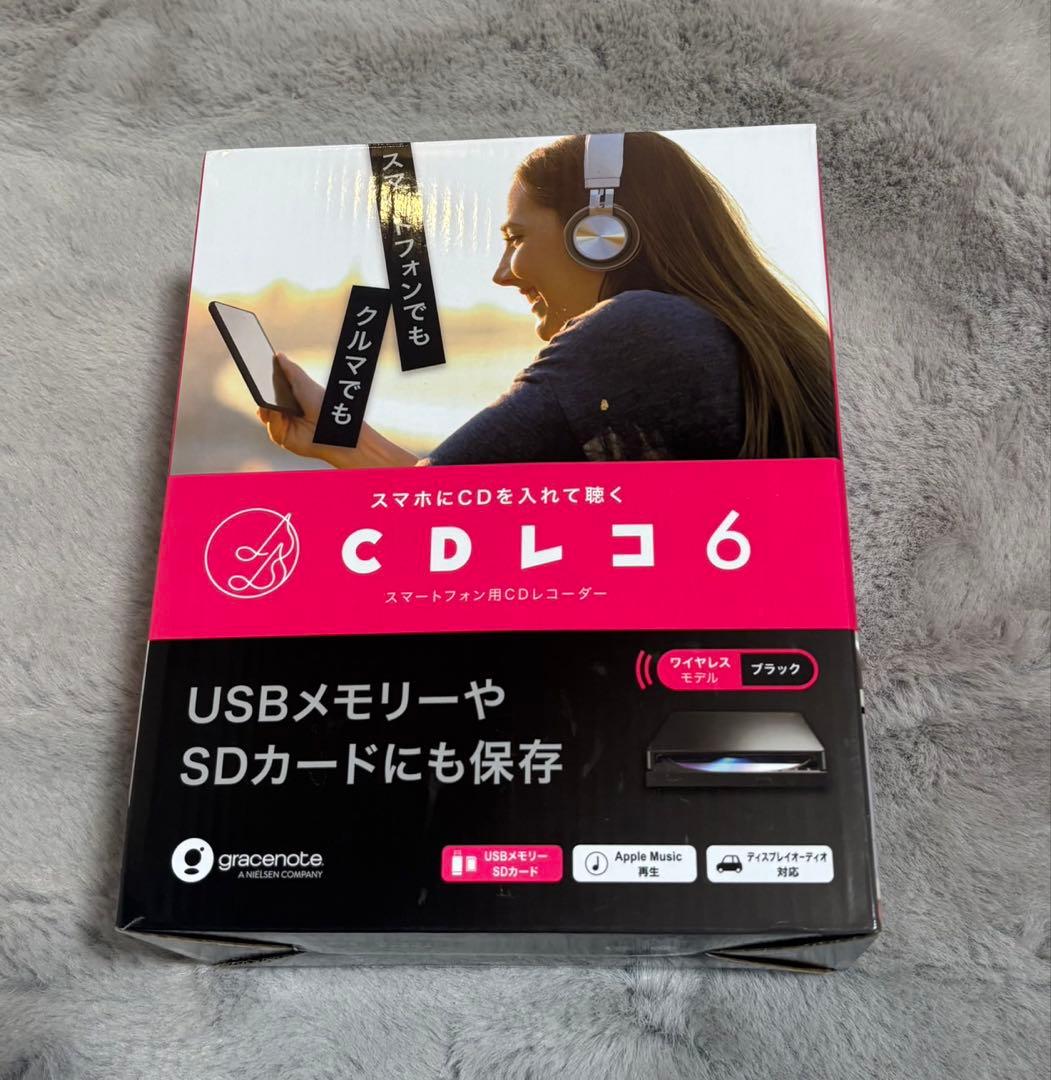 スマートフォンでも
クルマでも
スマホにCDを入れて聴く
CDレコ6
スマートフォン用CDレコーダー
ワイヤレス
モデル
ブラック
USBメモリーや
SDカードにも保存
gracenote.
A NIELSEN COMPANY
USBメモリー
SDカード
Apple Music
再生
ディスプレイオーディオ
対応